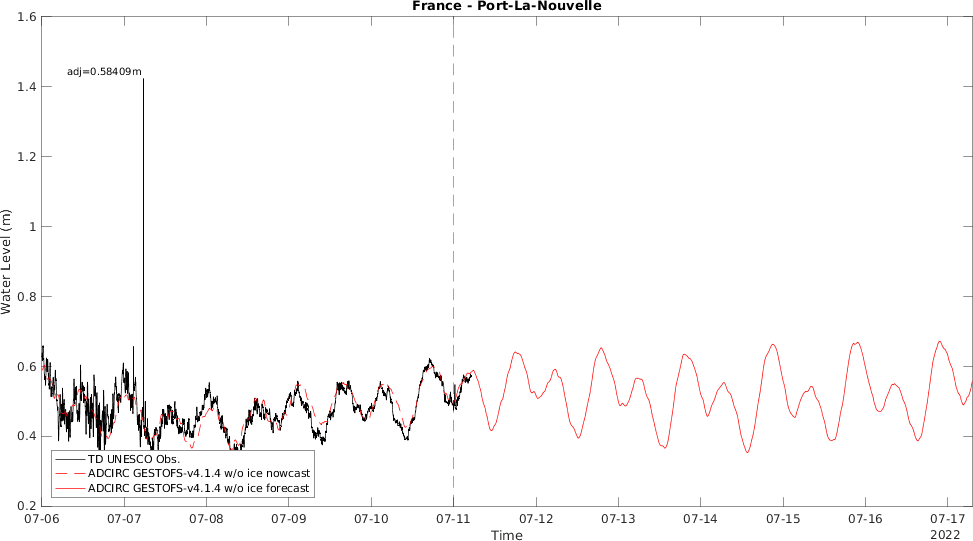 France - Port-La-Nouvelle
1.6
1.4
1.2
1
0.8
0.6
0.4
0.2
Water Level (m)
adj=0.58409m
TD UNESCO Obs.
ADCIRC GESTOFS-v4.1.4 w/o ice nowcast
ADCIRC GESTOFS-v4.1.4 w/o ice forecast
07-06 07-07 07-08 07-09 07-10 07-11 07-12 07-13 07-14 07-15 07-16 07-17
Time
2022